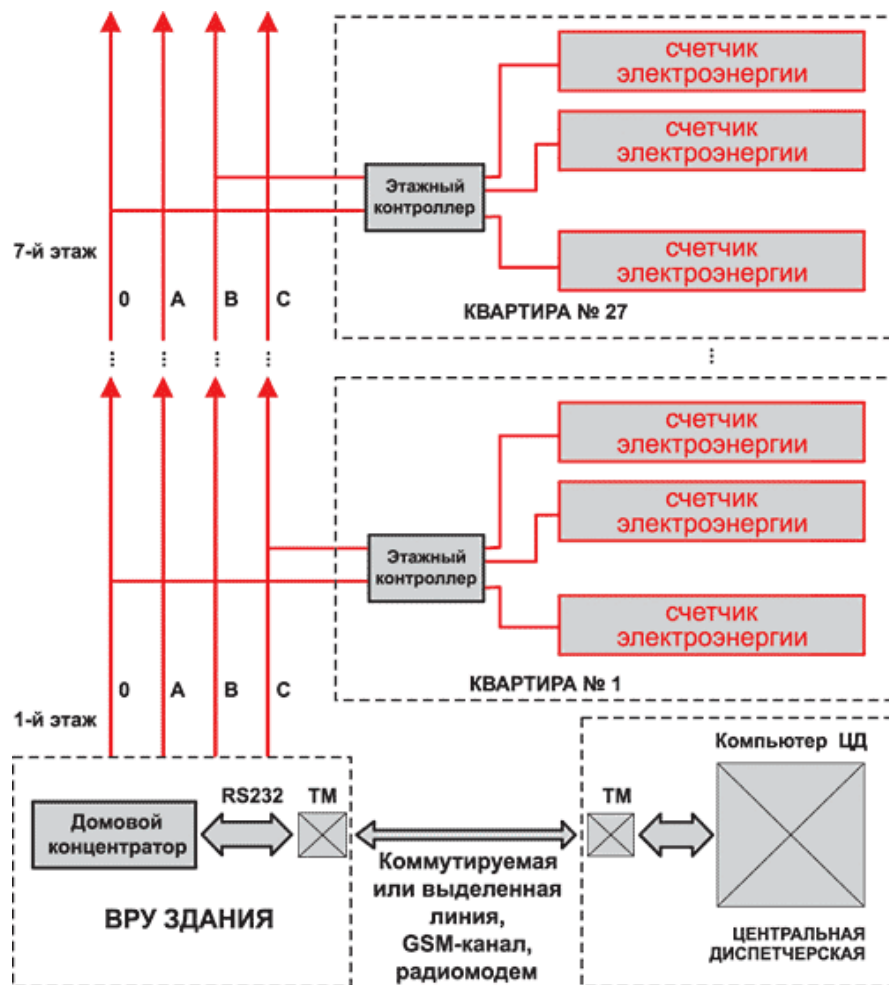 счетчик
электроэнергии
счетчик
электроэнергии
Этажный
контроллер
7-й этаж
счетчик
электроэнергии
0 A B C
КВАРТИРА № 27
счетчик
электроэнергии
счетчик
электроэнергии
Этажный
контроллер
счетчик
электроэнергии
0 A B C
КВАРТИРА № 1
1-й этаж
Компьютер ЦД
RS232 ТМ
ТМ
Домовой
концентратор
Коммутируемая
или выделенная
линия,
GSM-канал,
радиомодем
ВРУ ЗДАНИЯ
ЦЕНТРАЛЬНАЯ
ДИСПЕТЧЕРСКАЯ